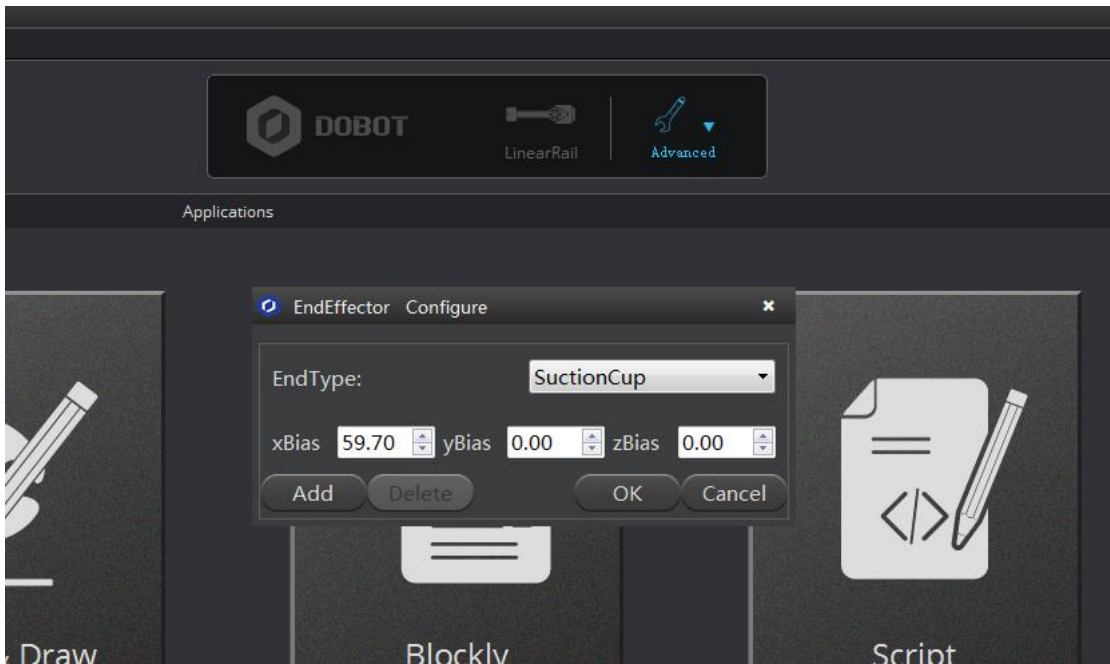 DOBOT
LinearRail
Advanced
Applications
EndEffector Configure
EndType:
SuctionCup
xBias 59.70 yBias 0.00 zBias 0.00
Add Delete OK Cancel
</>
Draw
Blockly
Script